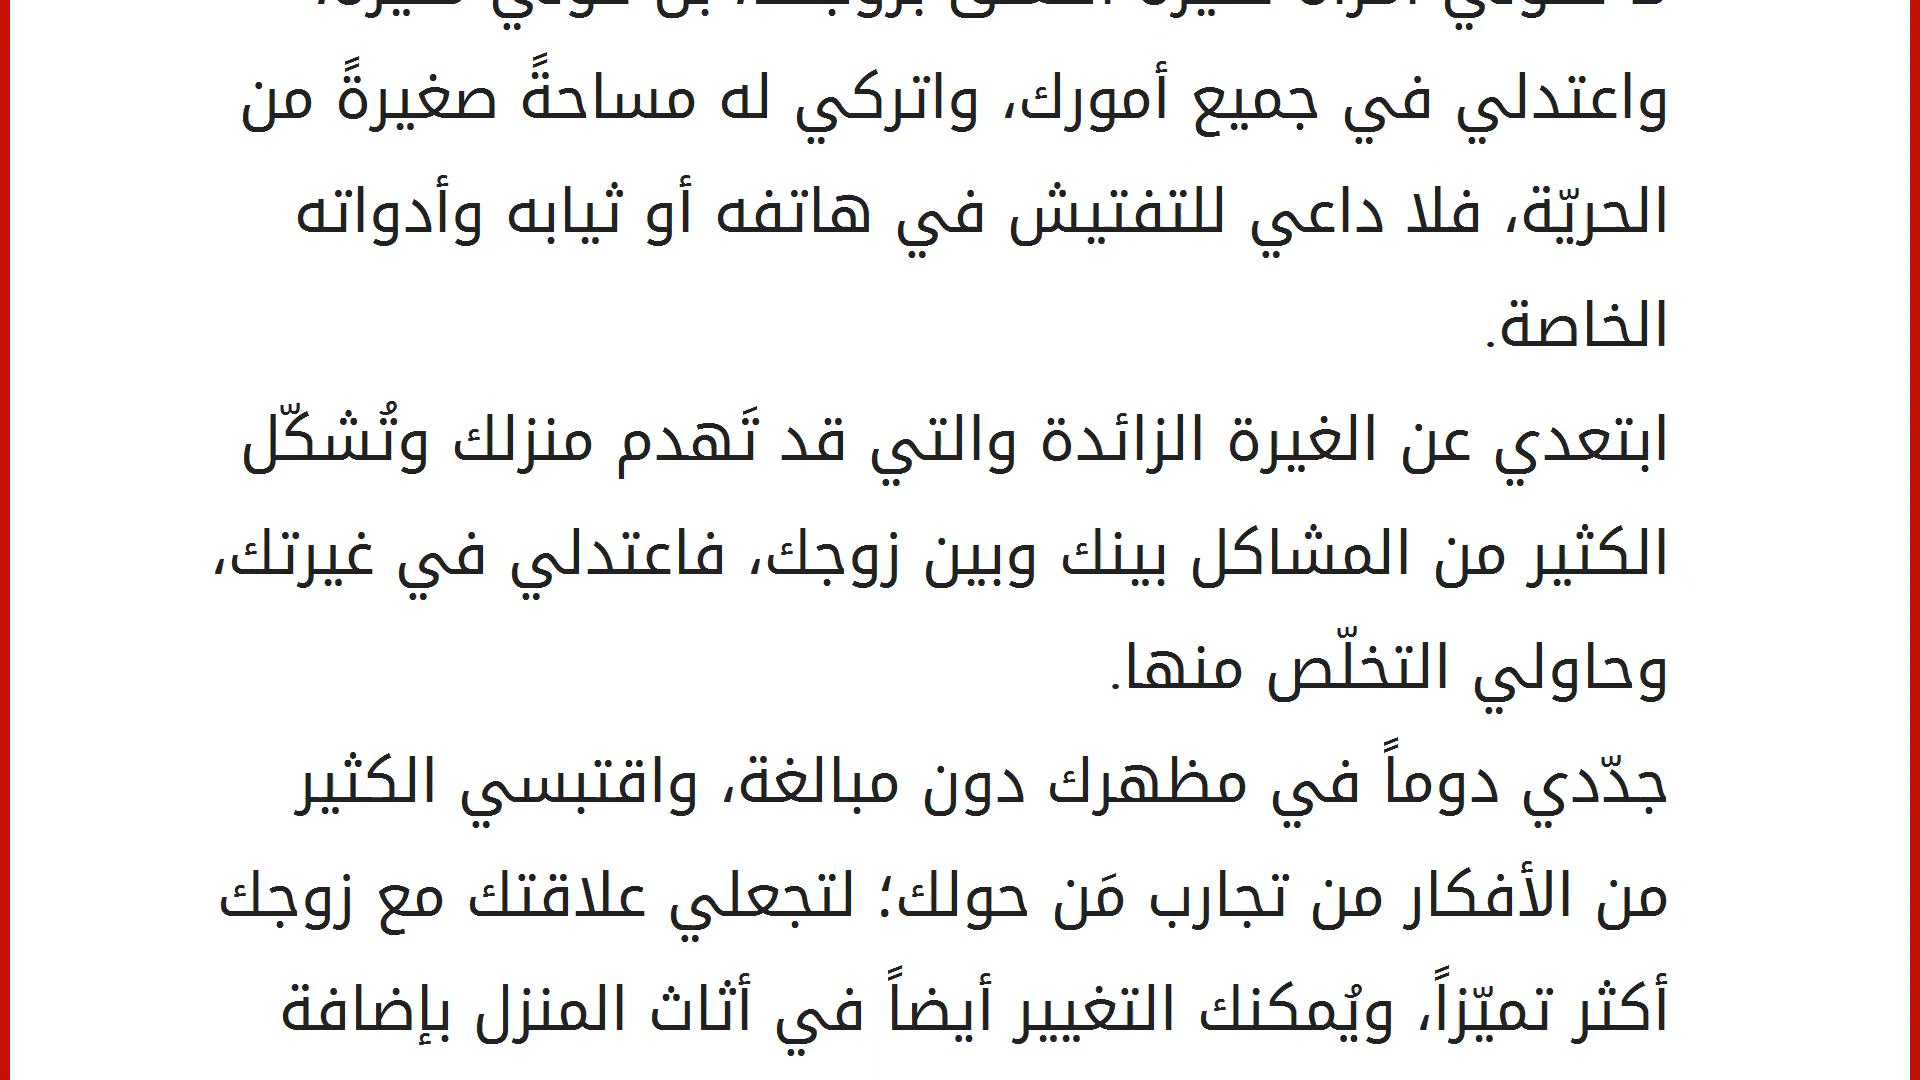 واعتدلي في جميع أمورك، واتركي له مساحةً صغيرةً من
الحريّة، فلا داعي للتفتيش في هاتفه أو ثيابه وأدواته
الخاصة.
ابتعدي عن الغيرة الزائدة والتي قد تَهدم منزلك وتُشكّل
الكثير من المشاكل بينك وبين زوجك، فاعتدلي في غيرتك،
وحاولي التخلّص منها.
جدّدي دوماً في مظهرك دون مبالغة، واقتبسي الكثير
من الأفكار من تجارب مَن حولك؛ لتجعلي علاقتك مع زوجك
أكثر تميّزاً، ويُمكنك التغيير أيضاً في أثاث المنزل بإضافة